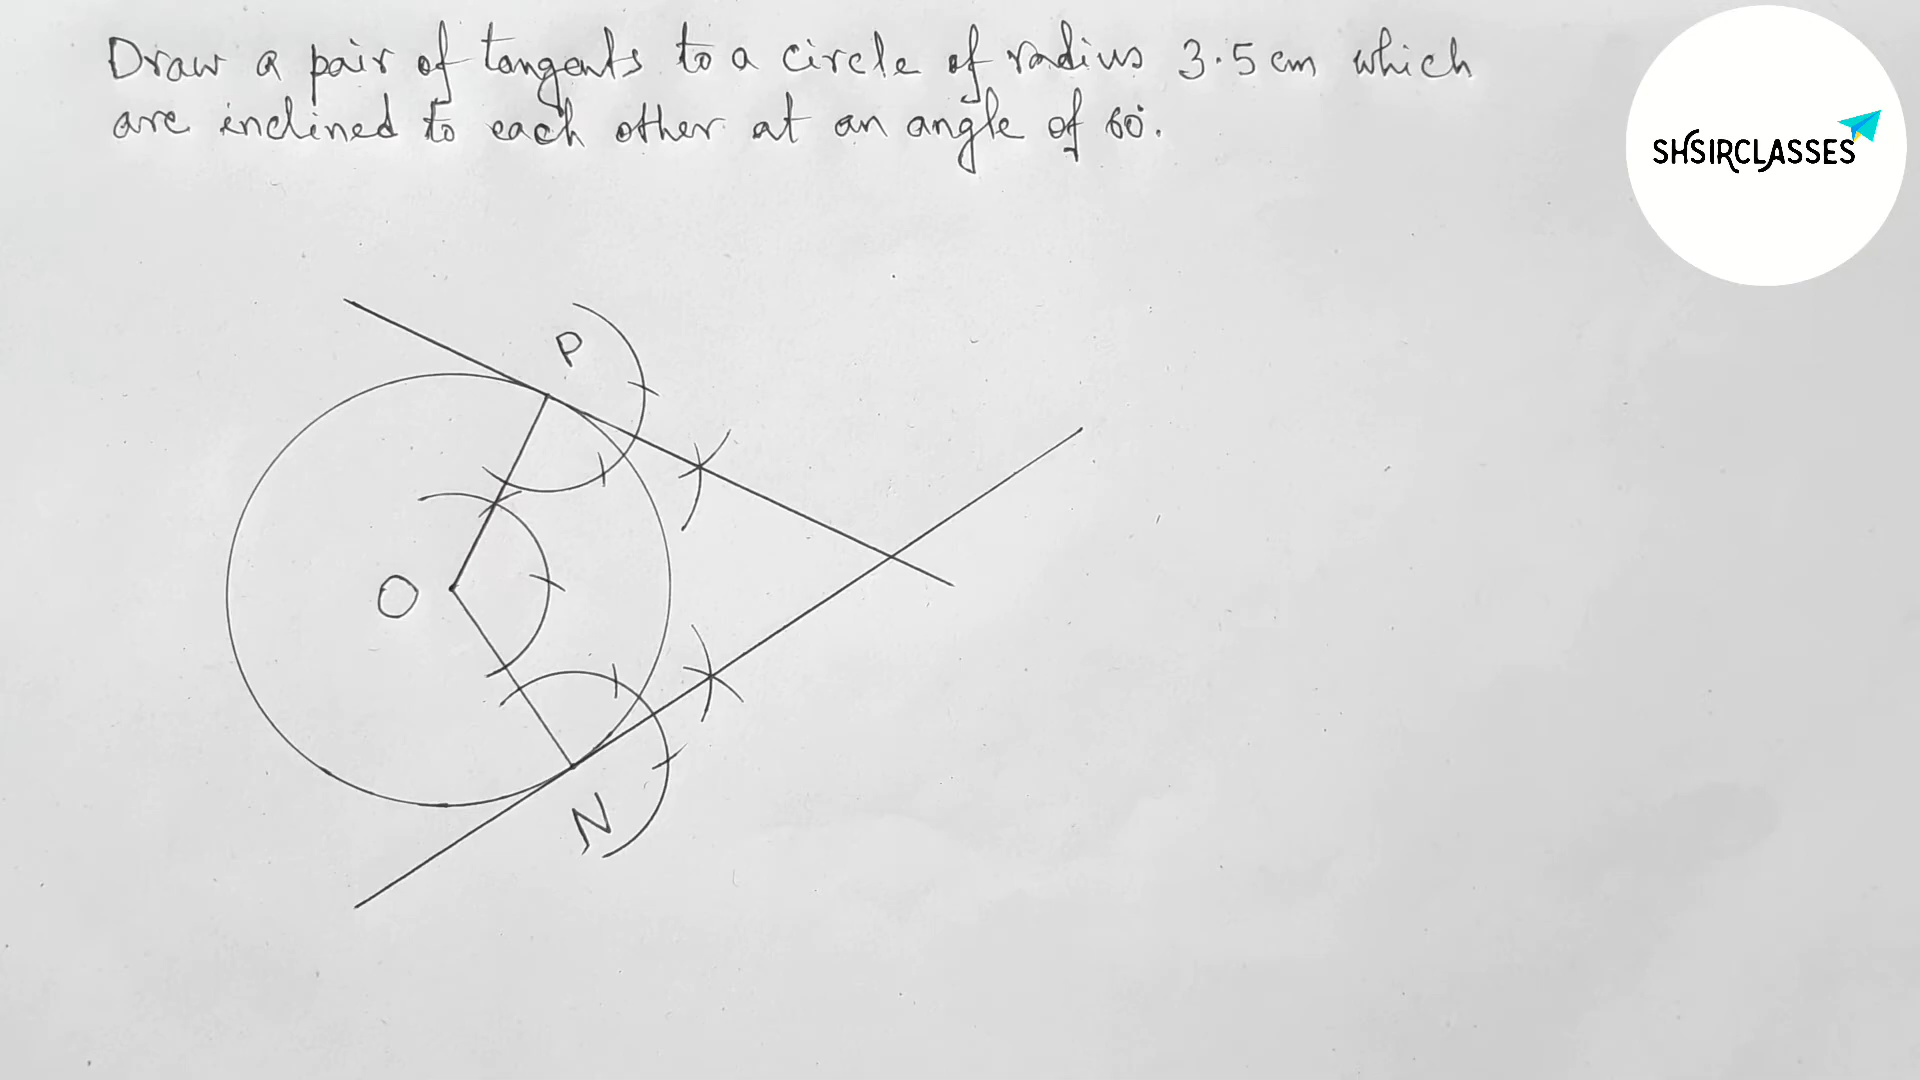 Draw a pair of tangents to a circle of radius 3.5 cm which
are inclined to each other at an angle of 60°.
SHSIRCLASSES
P
O
N